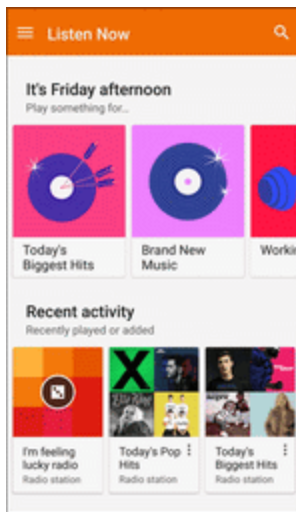 Listen Now
It's Friday afternoon
Play something for...
Today's
Biggest Hits
Brand New
Music
Workin
Recent activity
Recently played or added
I'm feeling
lucky radio
Radio station
Today's Pop
Hits
Radio station
Today's
Biggest Hits
Radio station
X